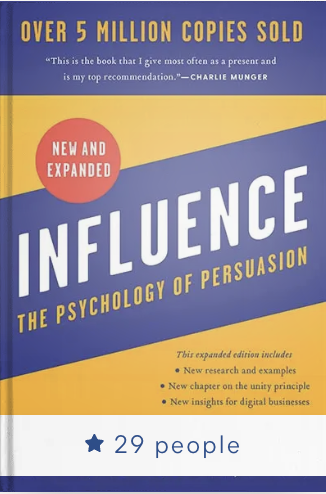 OVER 5 MILLION COPIES SOLD
“This is the book that I give most often as a present and
is my top recommendation.”—CHARLIE MUNGER
NEW AND
EXPANDED
INFLUENCE
THE PSYCHOLOGY OF PERSUASION
This expanded edition includes
• New research and examples
• New chapter on the unity principle
• New insights for digital businesses
★ 29 people